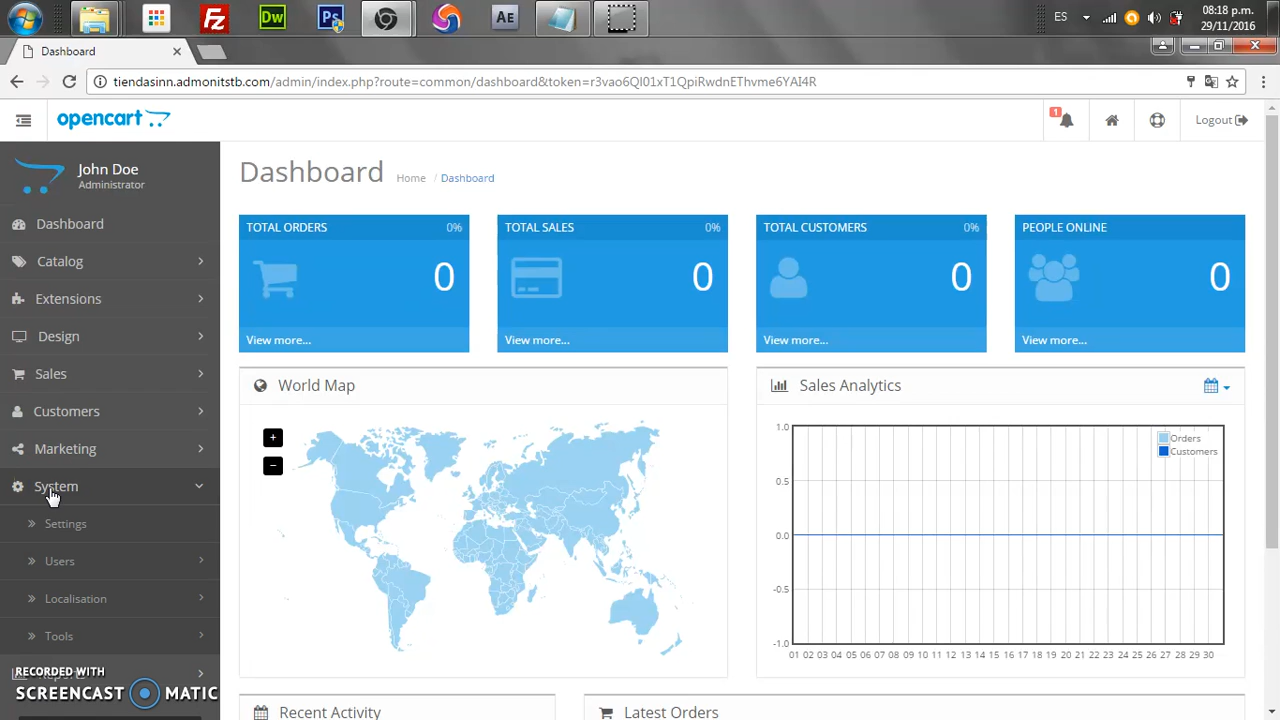 Dw
Ps
Ae
ES
08:18 p.m.
29/11/2016
Dashboard
tiendasinn.admonitstb.com/admin/index.php?route=common/dashboard&token=r3vao6QI01xT1QpiRwdnEThvme6YAI4R
opencart
1
Logout
John Doe
Administrator
Dashboard
Catalog
Extensions
Design
Sales
Customers
Marketing
System
Settings
Users
Localisation
Tools
RECORDED WITH
SCREENCAST MATIC
Dashboard
Home / Dashboard
TOTAL ORDERS 0%
0
View more...
TOTAL SALES 0%
0
View more...
TOTAL CUSTOMERS 0%
0
View more...
PEOPLE ONLINE
0
View more...
World Map
+
−
Sales Analytics
Orders
Customers
1.0
0.5
0.0
-0.5
-1.0
01 02 03 04 05 06 07 08 09 10 11 12 13 14 15 16 17 18 19 20 21 22 23 24 25 26 27 28 29 30
Recent Activity
Latest Orders